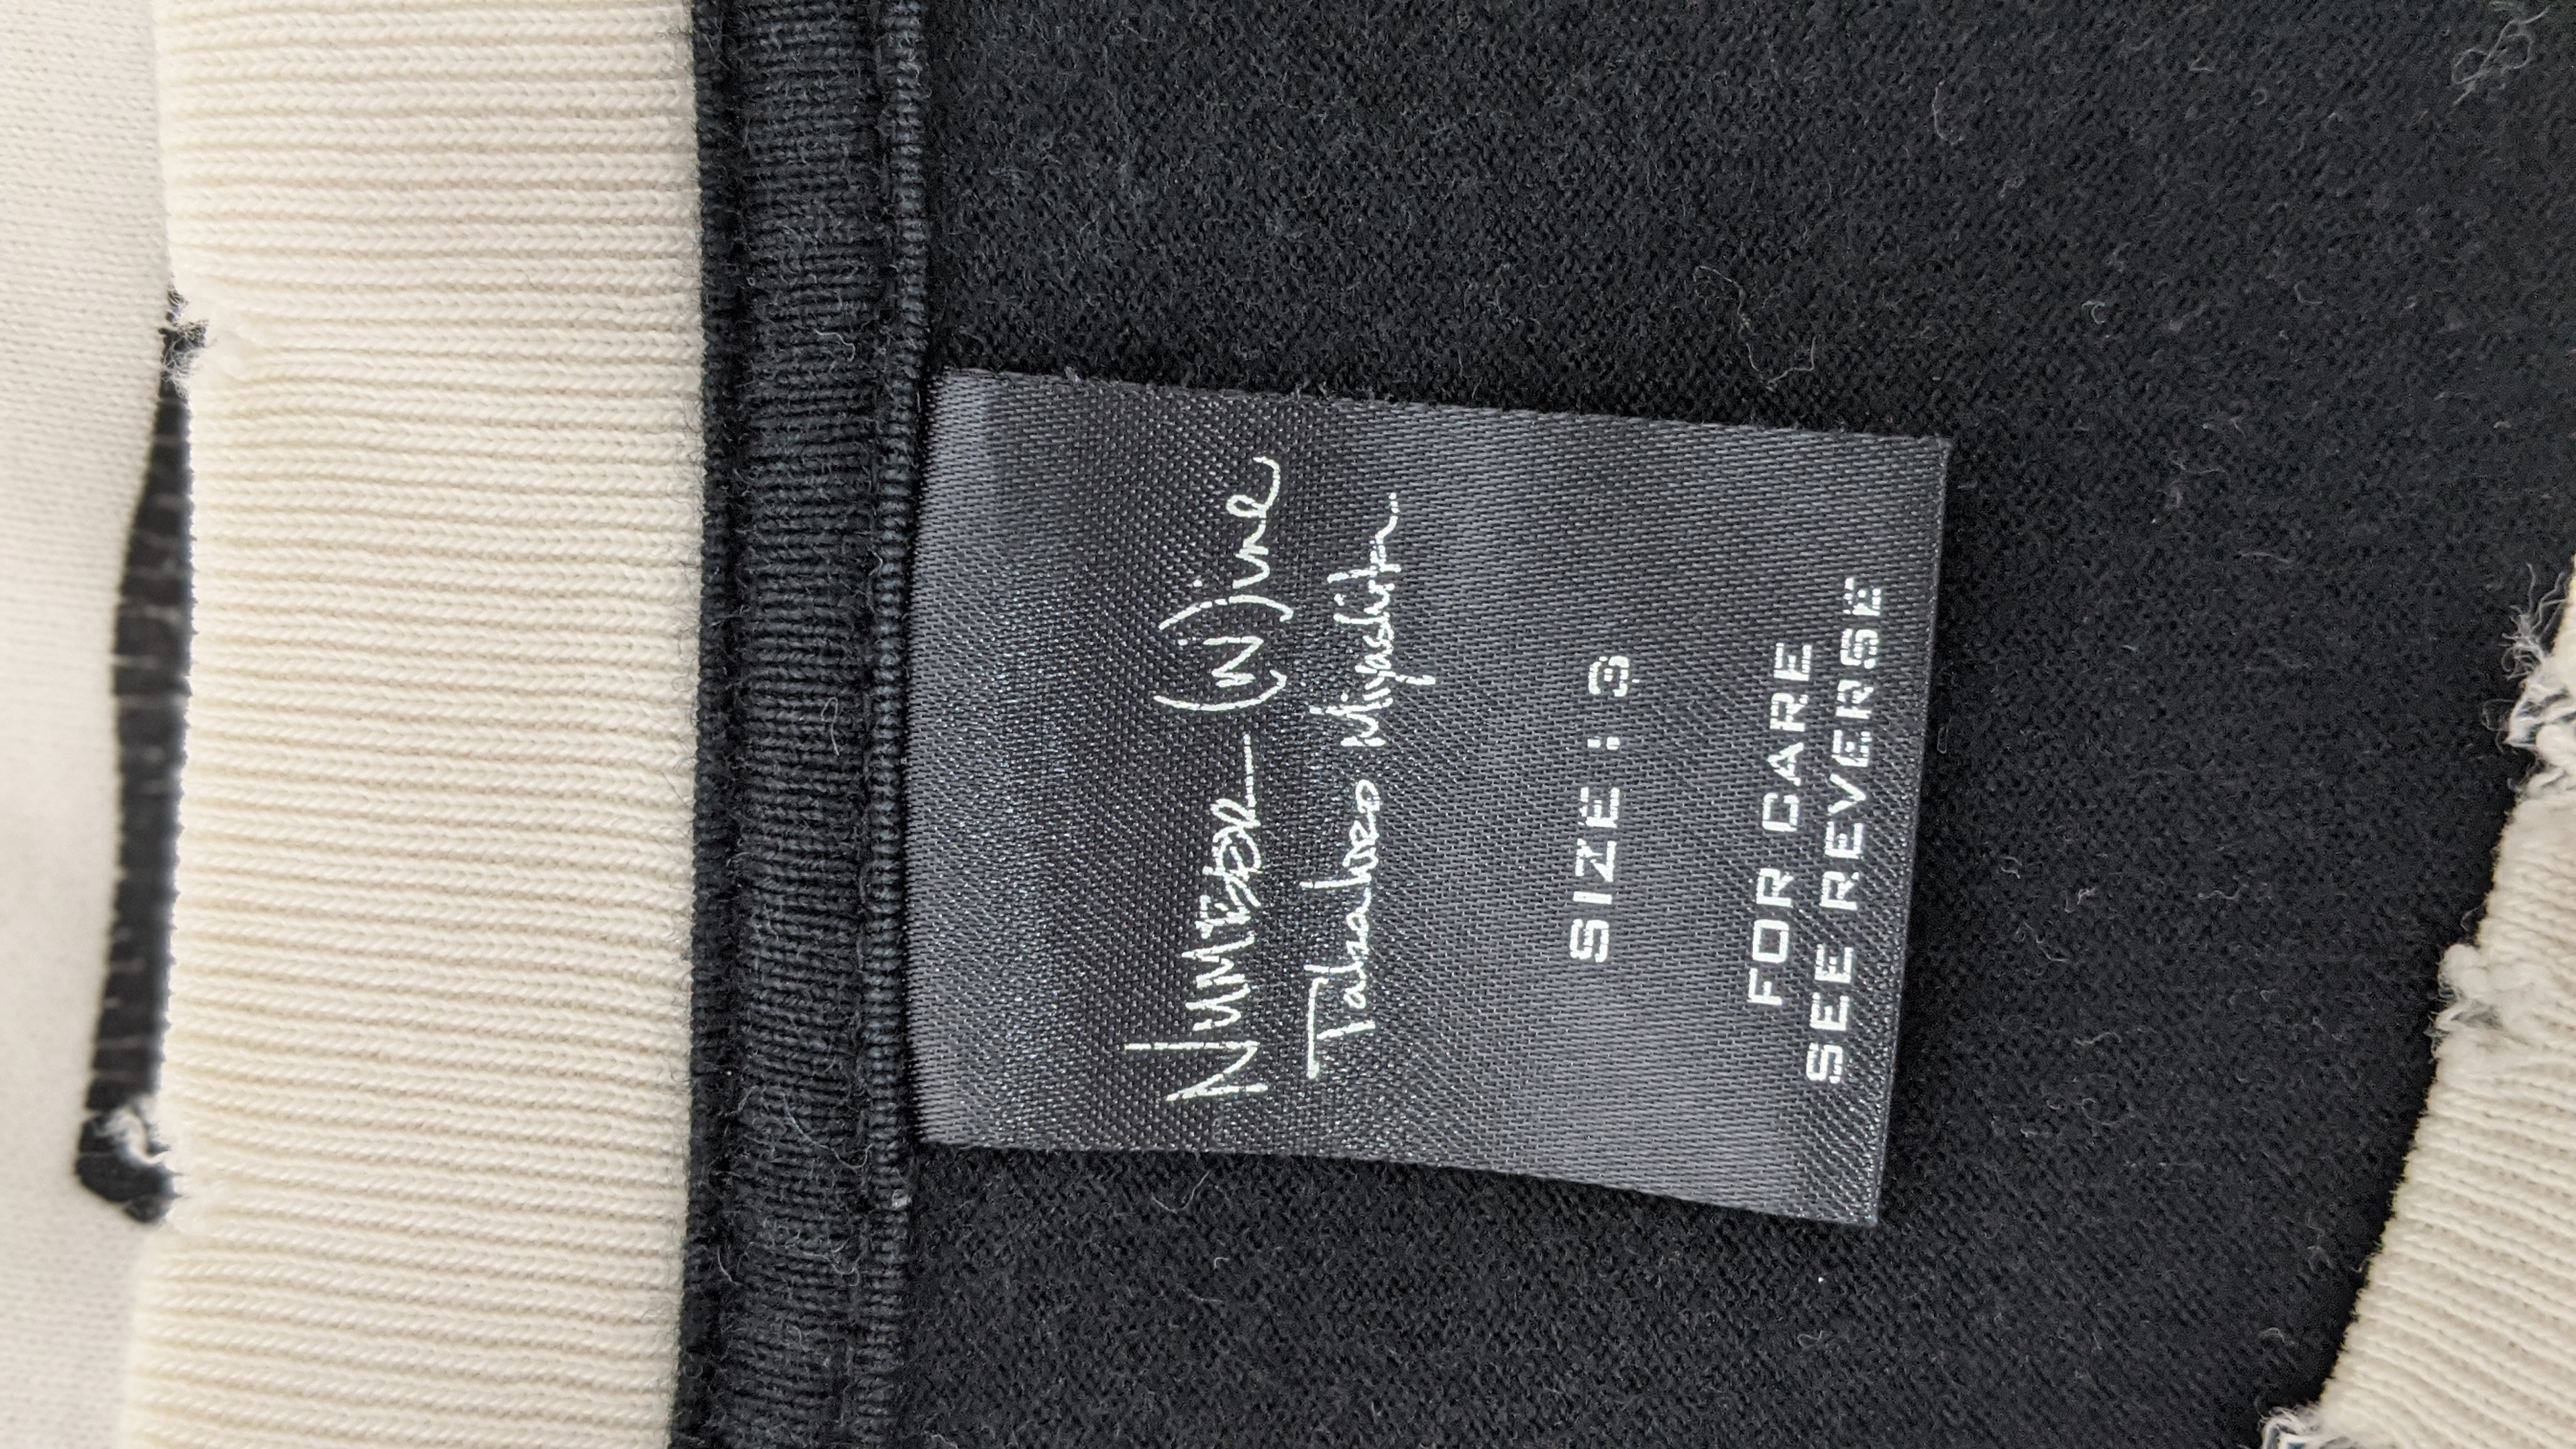 NUMBER (N)ine
Takahiro Miyashita
SIZE : 3
FOR CARE
SEE REVERSE